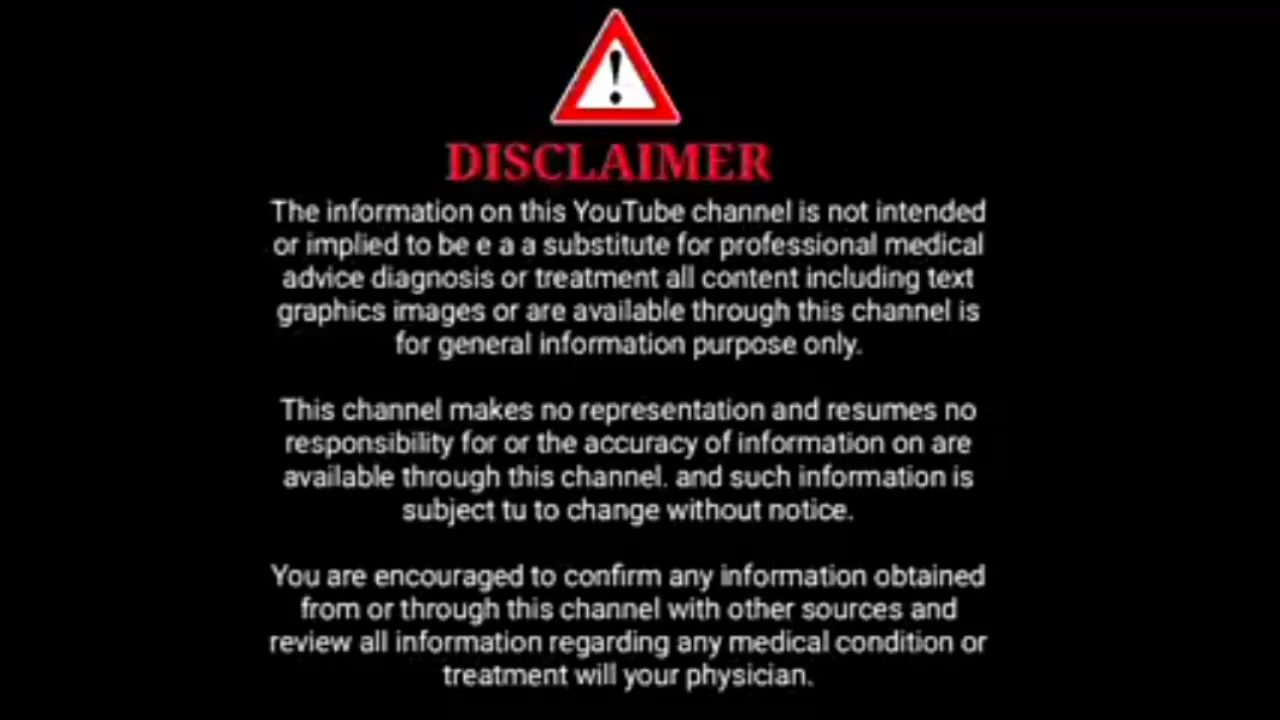 !
DISCLAIMER
The information on this YouTube channel is not intended
or implied to be e a a substitute for professional medical
advice diagnosis or treatment all content including text
graphics images or are available through this channel is
for general information purpose only.
This channel makes no representation and resumes no
responsibility for or the accuracy of information on are
available through this channel. and such information is
subject tu to change without notice.
You are encouraged to confirm any information obtained
from or through this channel with other sources and
review all information regarding any medical condition or
treatment will your physician.